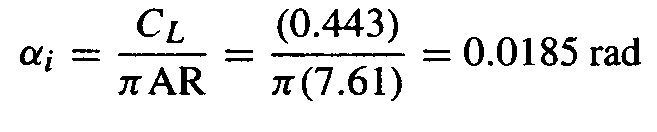 α_i = C_L / (π AR) = (0.443) / (π(7.61)) = 0.0185 rad